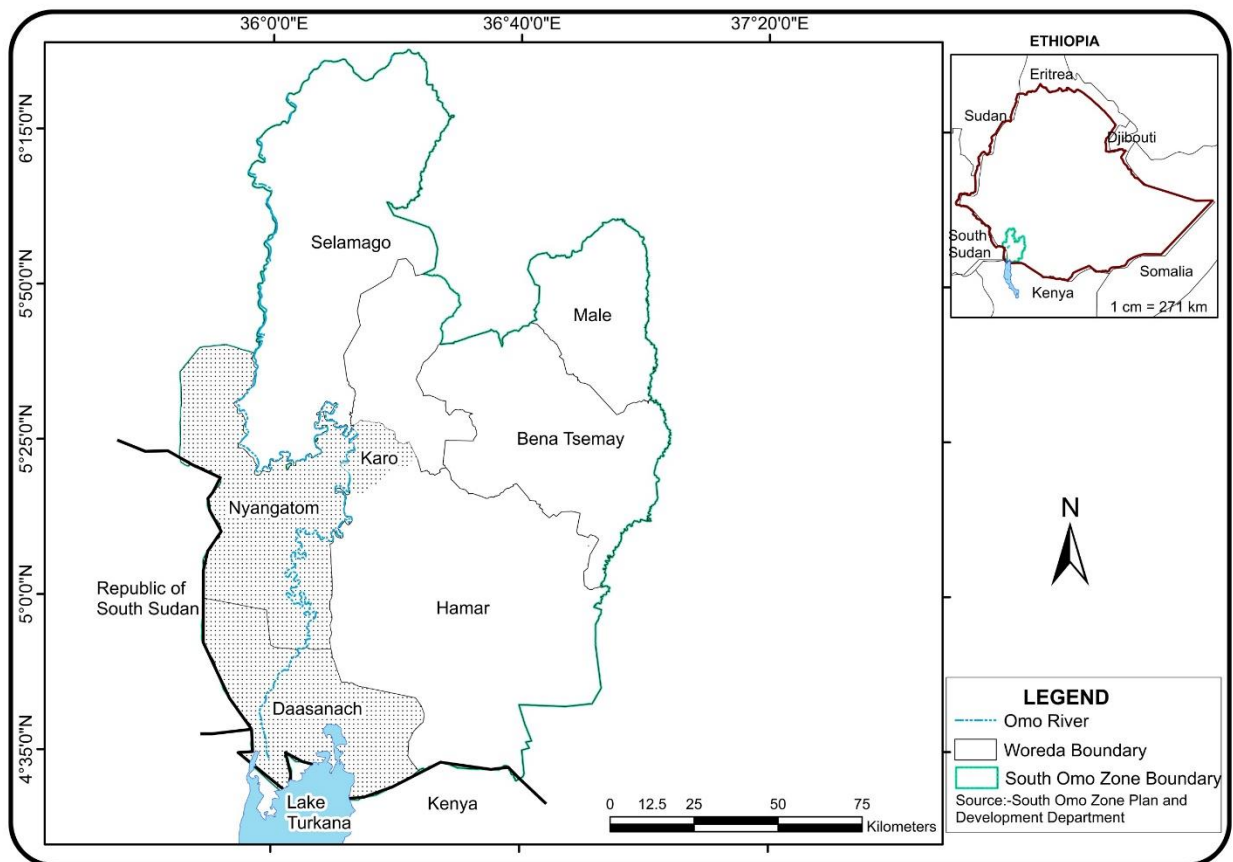 36°0'0"E
36°40'0"E
37°20'0"E
6°15'0"N
5°50'0"N
5°25'0"N
5°0'0"N
4°35'0"N
Selamago
Male
Bena Tsemay
Karo
Nyangatom
Republic of
South Sudan
Hamar
Daasanach
Lake
Turkana
Kenya
0 12.5 25 50 75
Kilometers
ETHIOPIA
Eritrea
Sudan
Djibouti
South
Sudan
Somalia
Kenya
1 cm = 271 km
N
LEGEND
Omo River
Woreda Boundary
South Omo Zone Boundary
Source:-South Omo Zone Plan and
Development Department